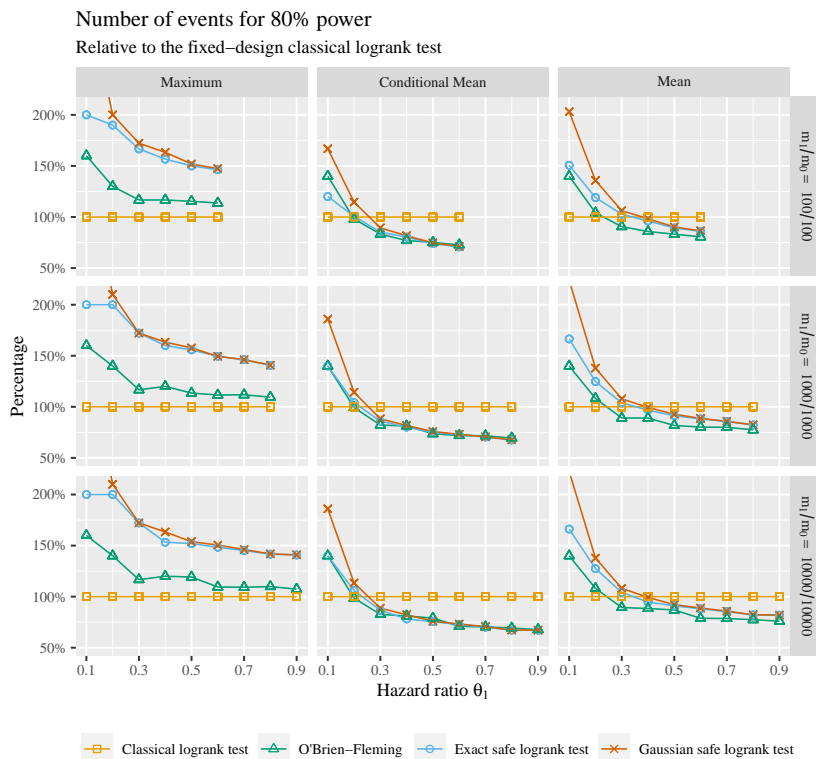 Number of events for 80% power
Relative to the fixed−design classical logrank test
Maximum
Conditional Mean
Mean
200%
150%
100%
50%
m₁/m₀ = 100/100
200%
150%
100%
50%
m₁/m₀ = 1000/1000
200%
150%
100%
50%
m₁/m₀ = 10000/10000
Percentage
0.1 0.3 0.5 0.7 0.9
0.1 0.3 0.5 0.7 0.9
0.1 0.3 0.5 0.7 0.9
Hazard ratio θ₁
Classical logrank test
O'Brien−Fleming
Exact safe logrank test
Gaussian safe logrank test